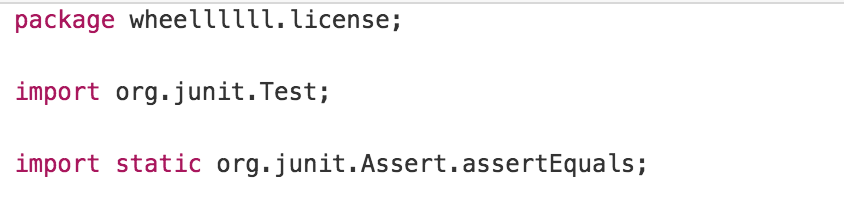 package wheellllll.license;
import org.junit.Test;
import static org.junit.Assert.assertEquals;